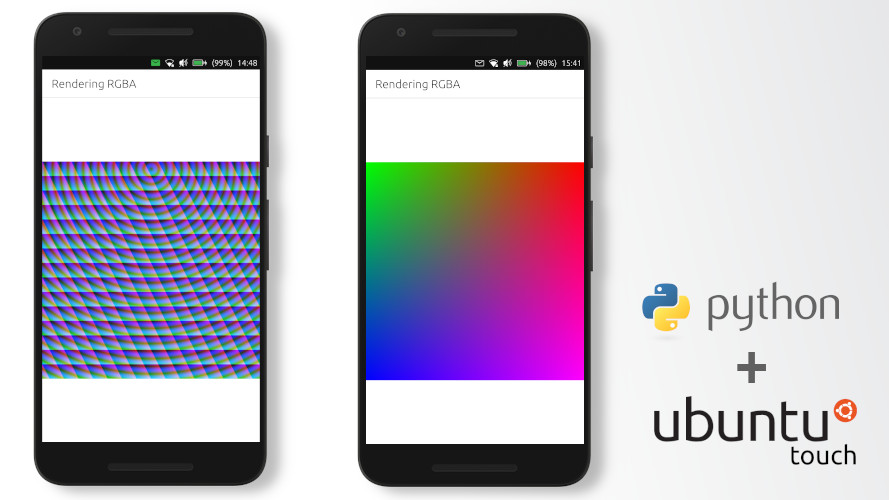 (99%) 14:48
Rendering RGBA
(98%) 15:41
Rendering RGBA
python
+
ubuntu
touch